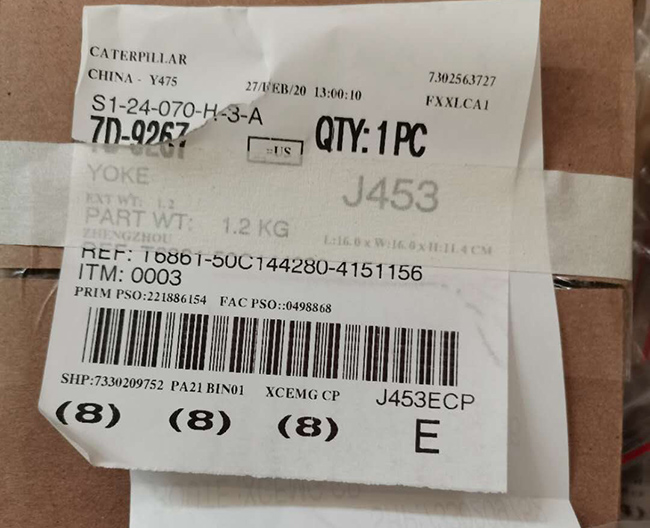 CATERPILLAR
CHINA - Y475
27/FEB/20 13:00:10
7302563727
FXXLCA1
S1-24-070-H-3-A
7D-9267
=US
QTY: 1 PC
YOKE
J453
EXT WT: 1.2
PART WT: 1.2 KG
ZHENGZHOU
L:16.0 x W:16.0 x H:11.4 CM
REF: T6861-50C144280-4151156
ITM: 0003
PRIM PSO:221886154 FAC PSO::0498868
SHP:7330209752 PA21 BIN01 XCEMG CP
J453ECP
(8) (8) (8) E